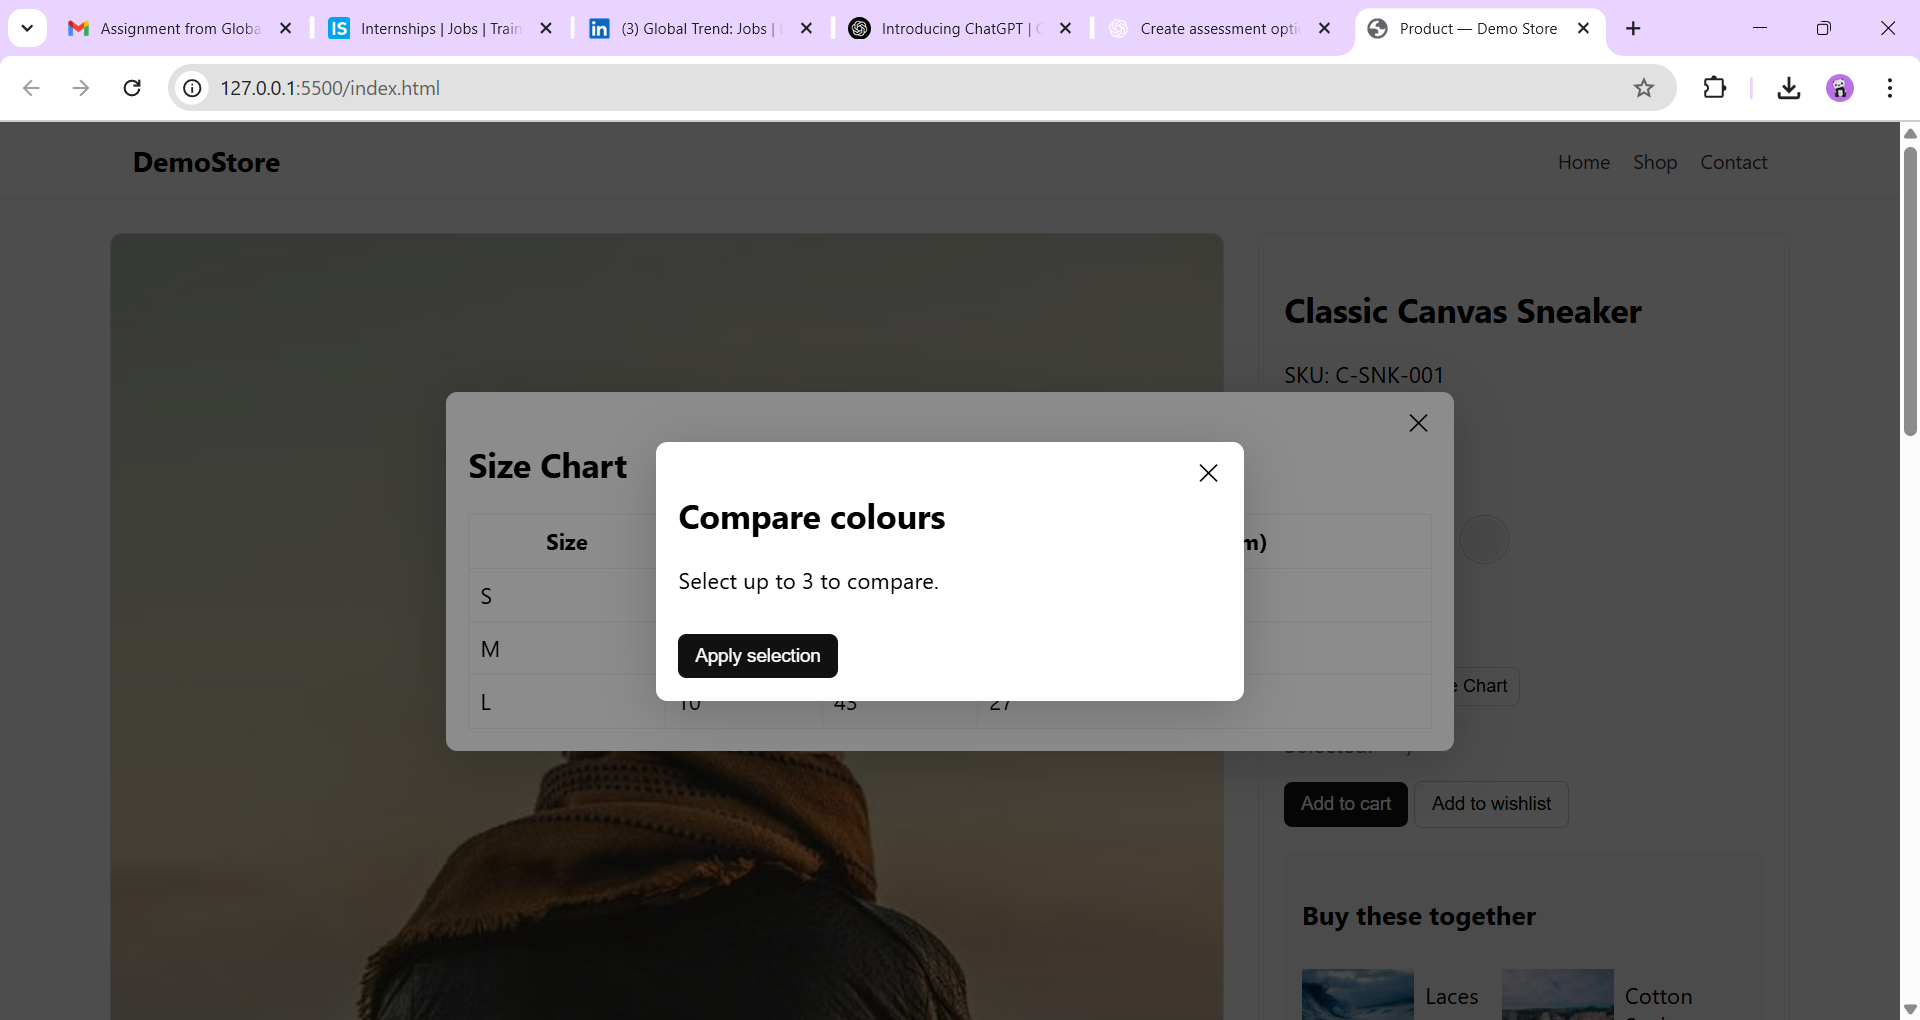 Assignment from Globa
IS Internships | Jobs | Train
in (3) Global Trend: Jobs |
Introducing ChatGPT |
Create assessment opti
Product — Demo Store
127.0.0.1:5500/index.html
DemoStore
Home Shop Contact
Classic Canvas Sneaker
SKU: C-SNK-001
Size Chart
Compare colours
Size
m)
Select up to 3 to compare.
S
M
Apply selection
Chart
L 10 45 27
Add to cart Add to wishlist
Buy these together
Laces
Cotton